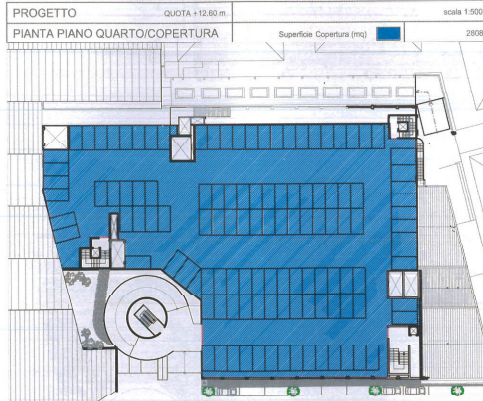 PROGETTO QUOTA +12.60 m scala 1:500
PIANTA PIANO QUARTO/COPERTURA Superficie Copertura (mq) 2808